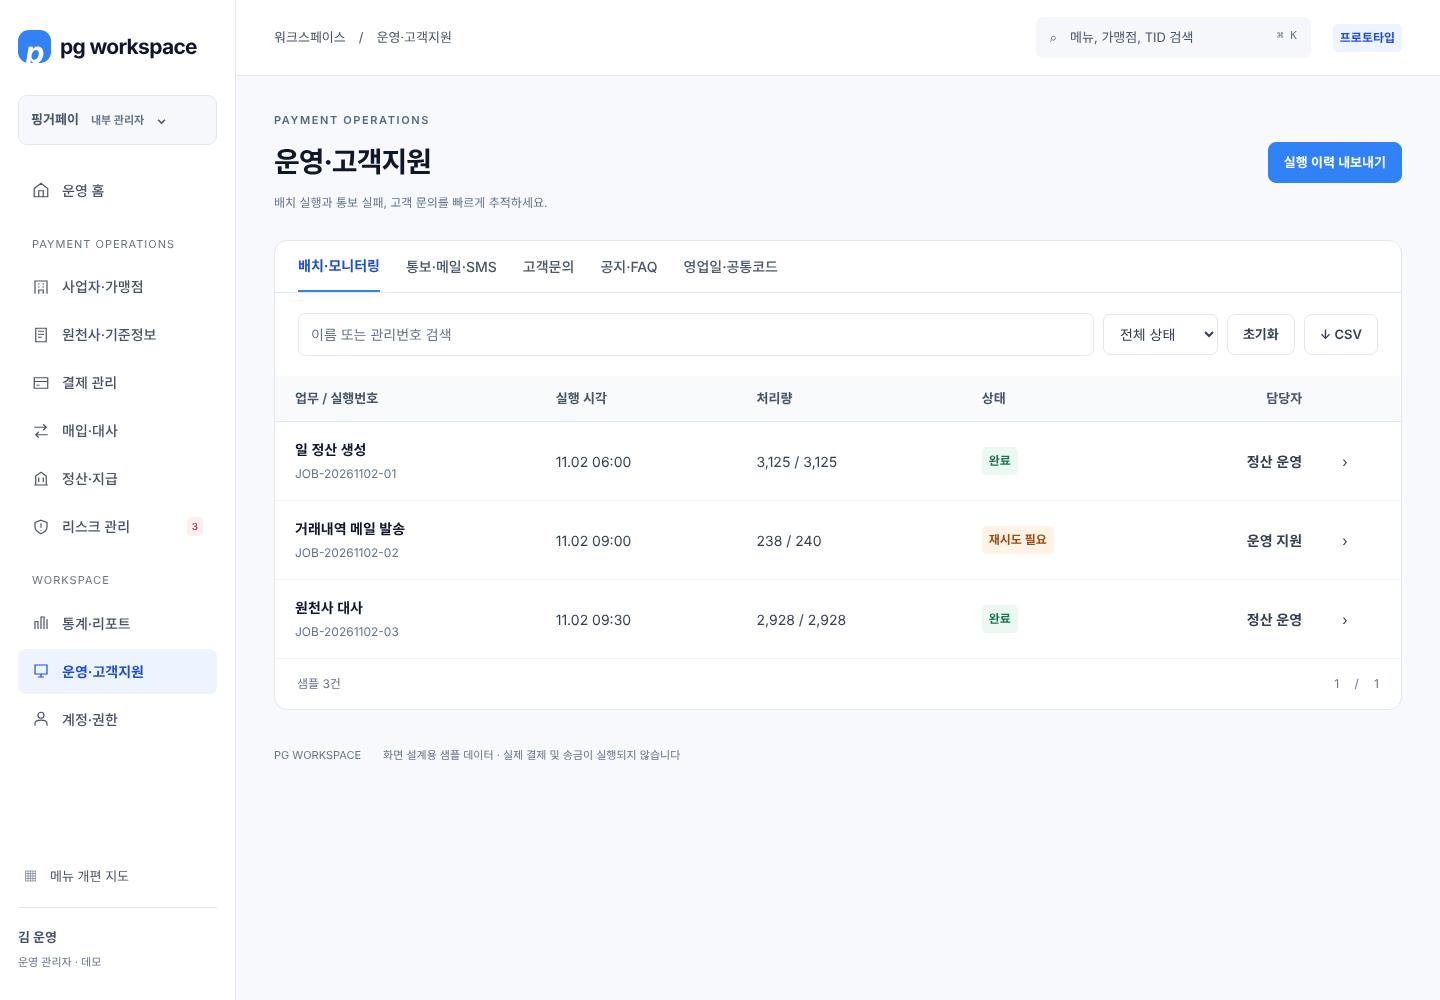 pg workspace
핑거페이 내부 관리자
운영 홈
PAYMENT OPERATIONS
사업자·가맹점
원천사·기준정보
결제 관리
매입·대사
정산·지급
리스크 관리 3
WORKSPACE
통계·리포트
운영·고객지원
계정·권한
메뉴 개편 지도
김 운영
운영 관리자 · 데모
워크스페이스 / 운영·고객지원
메뉴, 가맹점, TID 검색 ⌘ K
프로토타입
PAYMENT OPERATIONS
운영·고객지원
배치 실행과 통보 실패, 고객 문의를 빠르게 추적하세요.
실행 이력 내보내기
배치·모니터링 통보·메일·SMS 고객문의 공지·FAQ 영업일·공통코드
이름 또는 관리번호 검색 전체 상태 초기화 ↓ CSV
업무 / 실행번호 실행 시각 처리량 상태 담당자
일 정산 생성
JOB-20261102-01
11.02 06:00 3,125 / 3,125 완료 정산 운영 ›
거래내역 메일 발송
JOB-20261102-02
11.02 09:00 238 / 240 재시도 필요 운영 지원 ›
원천사 대사
JOB-20261102-03
11.02 09:30 2,928 / 2,928 완료 정산 운영 ›
샘플 3건 1 / 1
PG WORKSPACE 화면 설계용 샘플 데이터 · 실제 결제 및 송금이 실행되지 않습니다